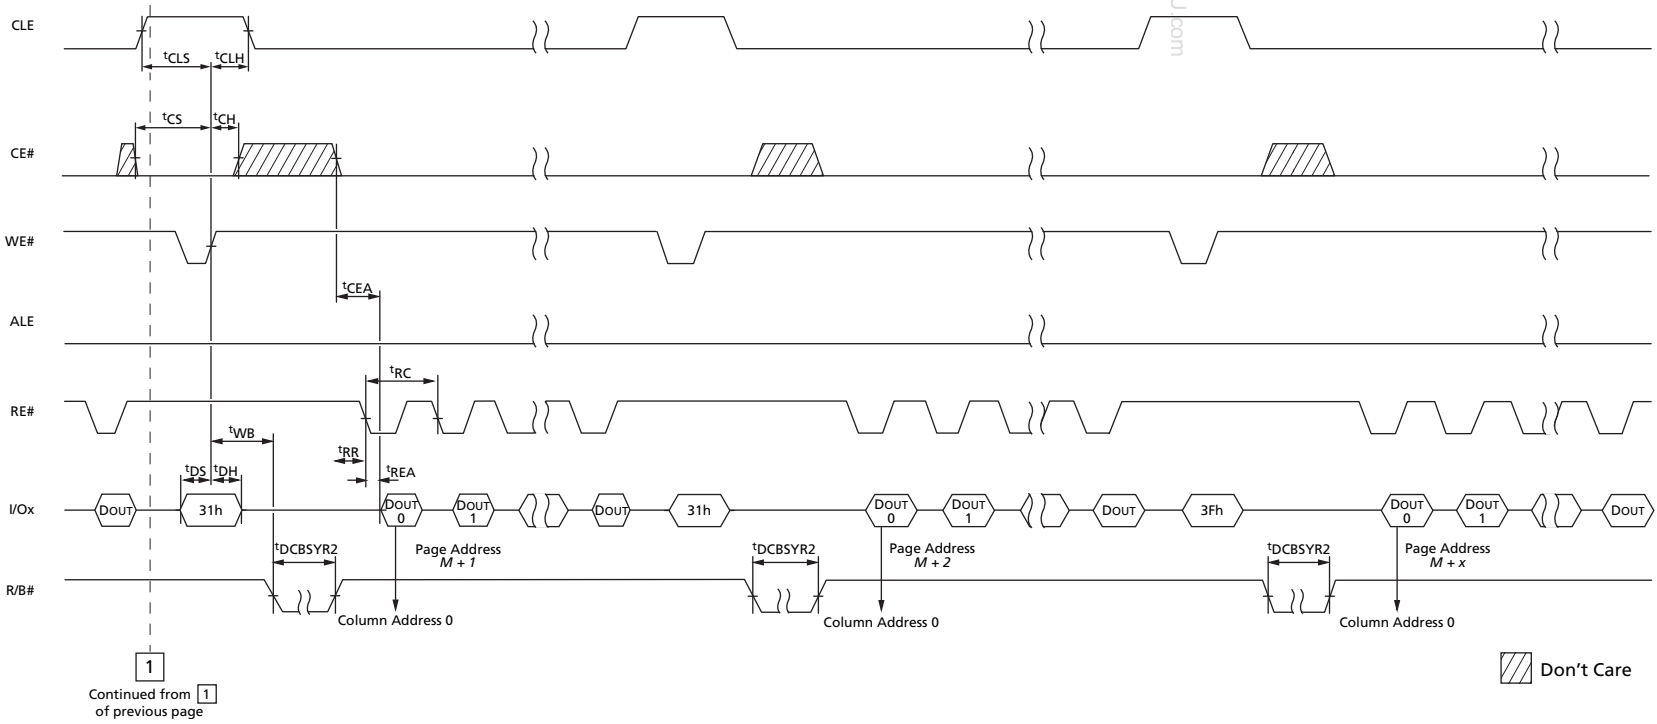 CLE
tCLS
tCLH
J.com
CE#
tCS
tCH
WE#
tCEA
ALE
RE#
tRC
tWB
tRR
tREA
tDS
tDH
I/Ox
DOUT
31h
DOUT
0
DOUT
1
DOUT
31h
DOUT
0
DOUT
1
DOUT
3Fh
DOUT
0
DOUT
1
DOUT
tDCBSYR2
Page Address
M + 1
tDCBSYR2
Page Address
M + 2
tDCBSYR2
Page Address
M + x
R/B#
Column Address 0
Column Address 0
Column Address 0
1
Continued from 1
of previous page
Don't Care